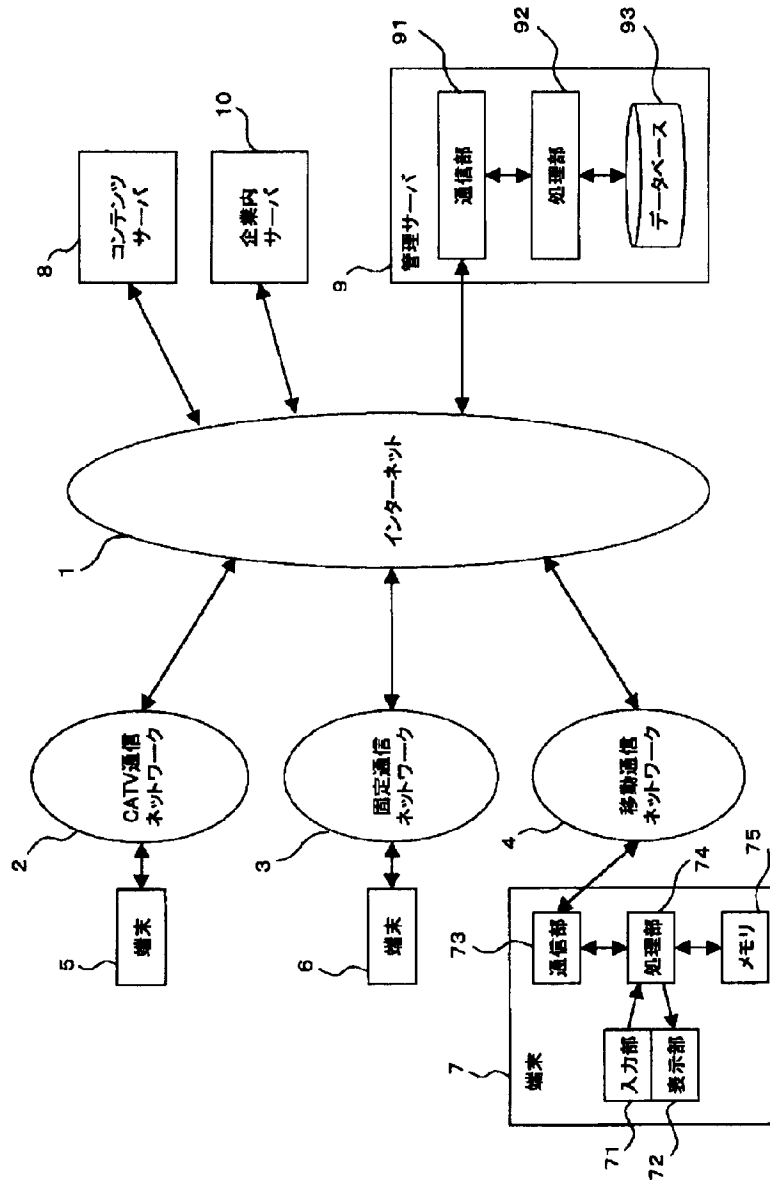 1
インターネット
2
CATV通信
ネットワーク
3
固定通信
ネットワーク
4
移動通信
ネットワーク
5
端末
6
端末
7
端末
入力部
71
表示部
72
通信部
73
処理部
74
メモリ
75
8
コンテンツ
サーバ
10
企業内
サーバ
9
管理サーバ
通信部
91
処理部
92
データベース
93